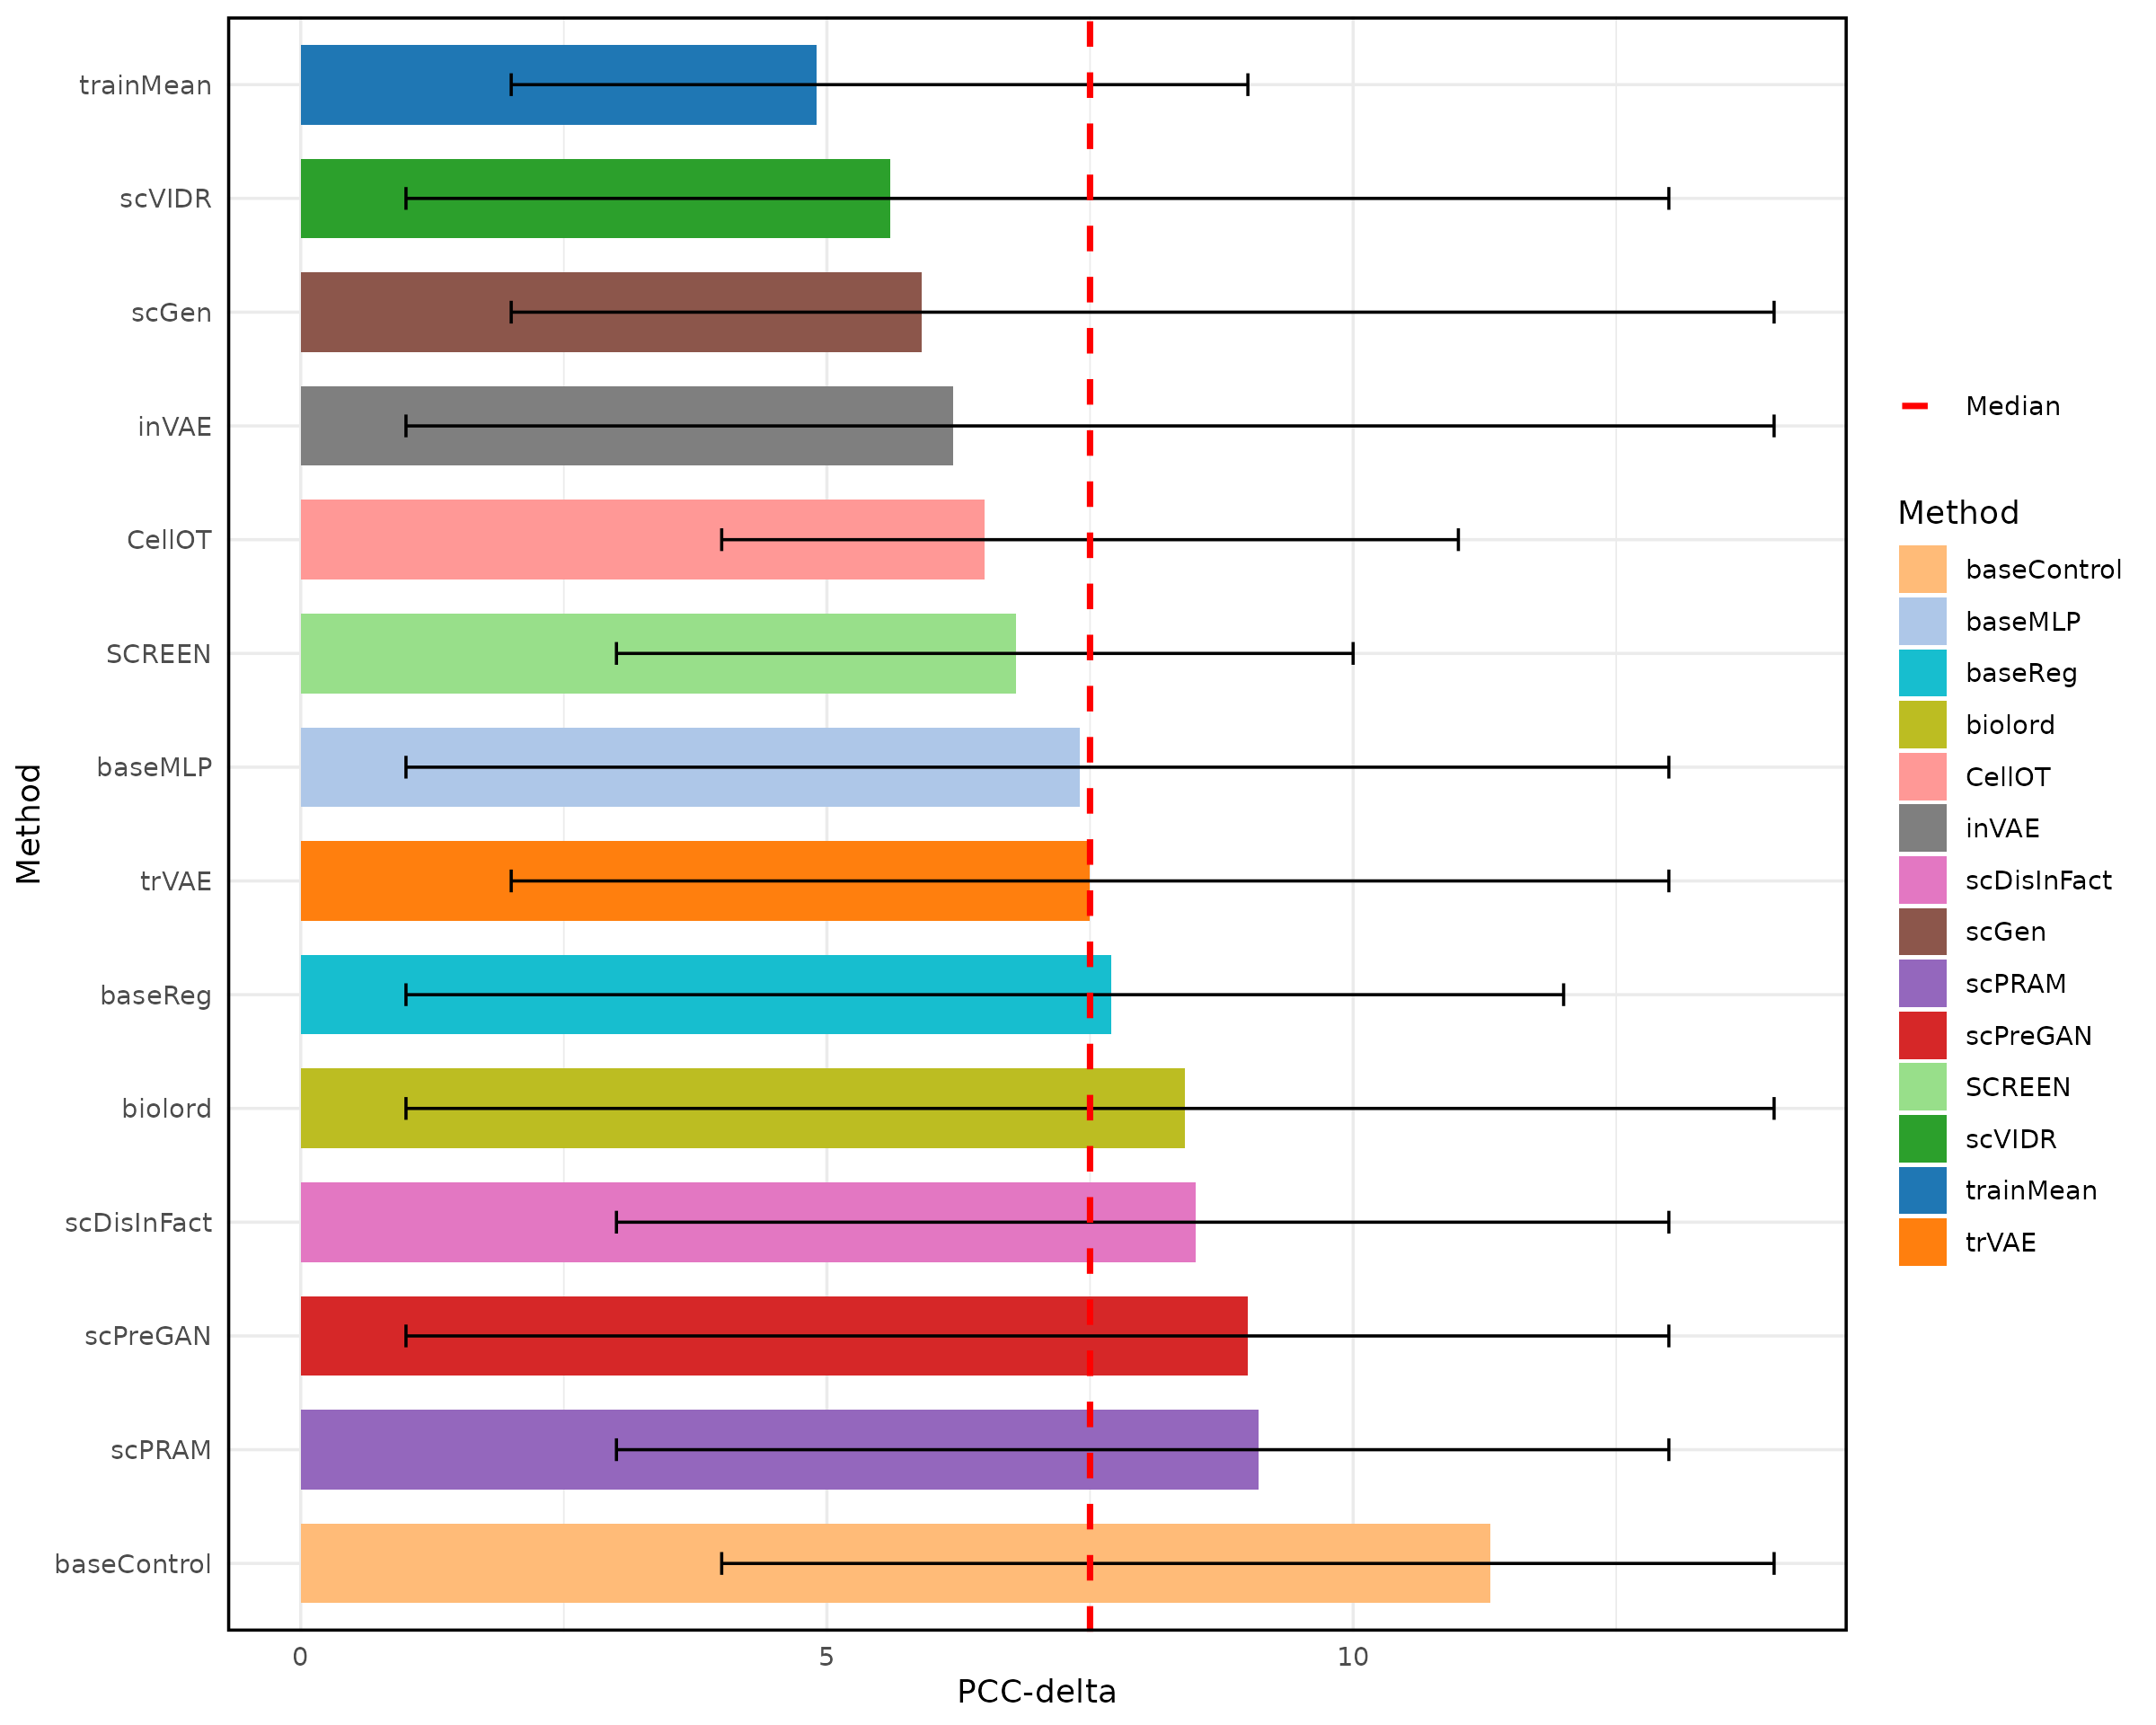 trainMean
scVIDR
scGen
inVAE
CellOT
SCREEN
baseMLP
trVAE
baseReg
biolord
scDisInFact
scPreGAN
scPRAM
baseControl
Method
0 5 10
PCC-delta
Median
Method
baseControl
baseMLP
baseReg
biolord
CellOT
inVAE
scDisInFact
scGen
scPRAM
scPreGAN
SCREEN
scVIDR
trainMean
trVAE